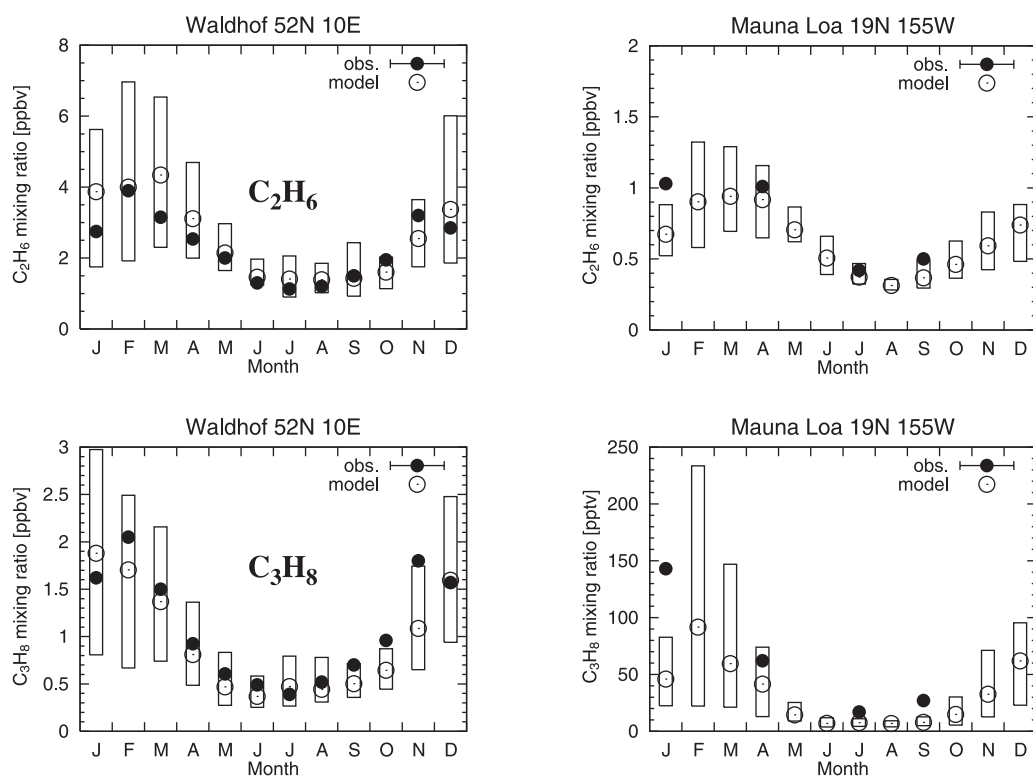 Waldhof 52N 10E
C2H6 mixing ratio [ppbv]
8
6
4
2
0
obs.
model
C2H6
J F M A M J J A S O N D
Month
Mauna Loa 19N 155W
C2H6 mixing ratio [ppbv]
2
1.5
1
0.5
0
obs.
model
J F M A M J J A S O N D
Month
Waldhof 52N 10E
C3H8 mixing ratio [ppbv]
3
2.5
2
1.5
1
0.5
0
obs.
model
C3H8
J F M A M J J A S O N D
Month
Mauna Loa 19N 155W
C3H8 mixing ratio [pptv]
250
200
150
100
50
0
obs.
model
J F M A M J J A S O N D
Month